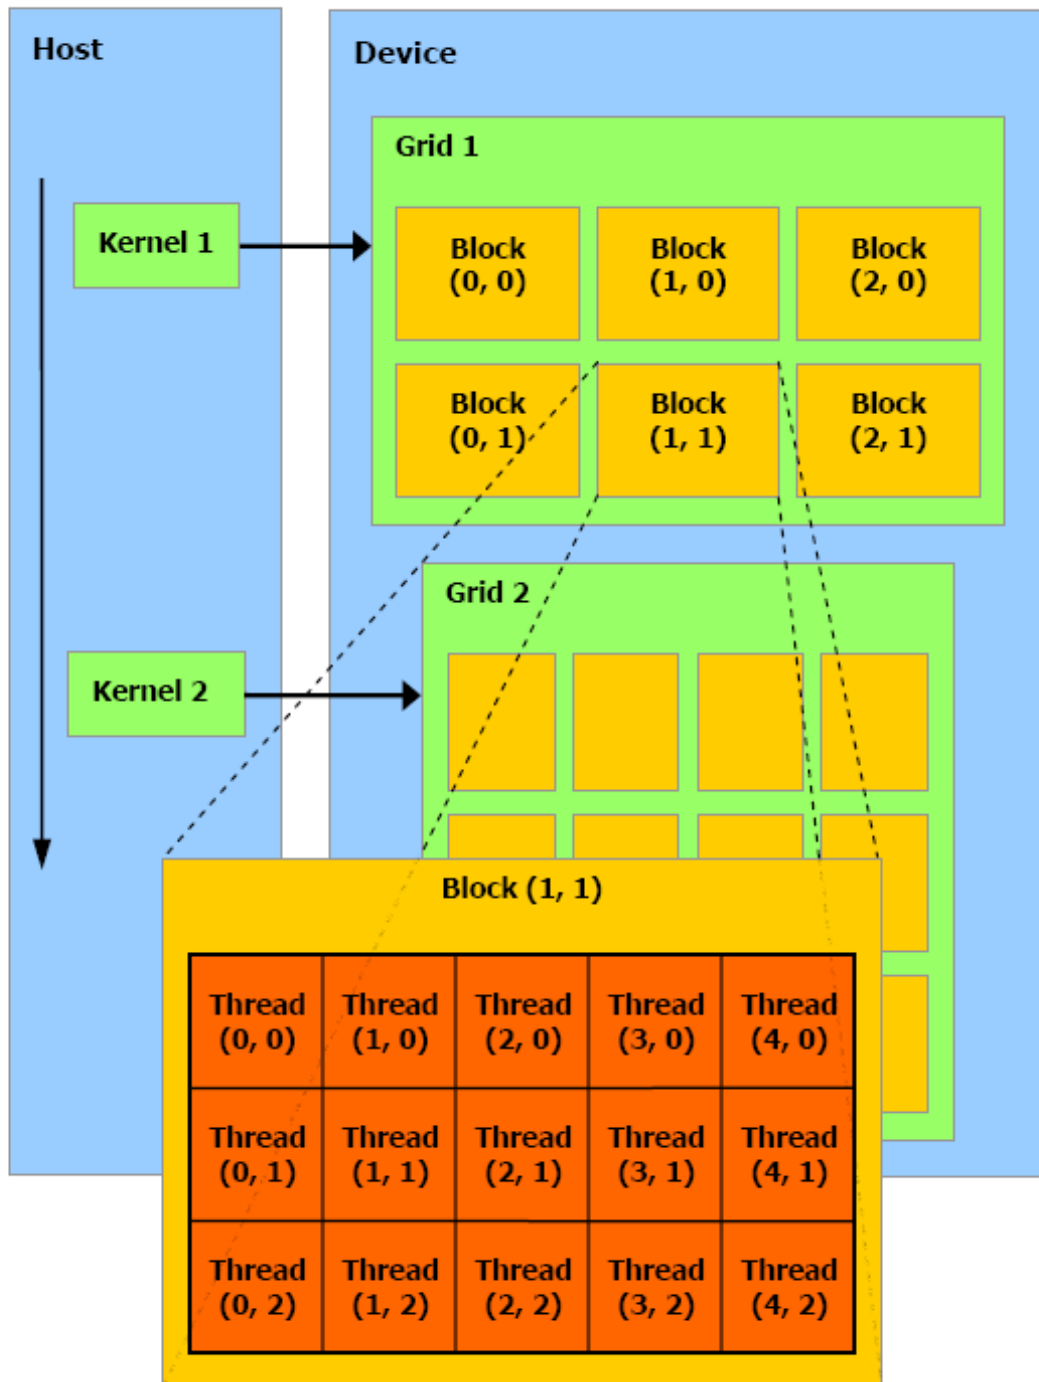 Host
Device
Grid 1
Kernel 1
Block
(0, 0)
Block
(1, 0)
Block
(2, 0)
Block
(0, 1)
Block
(1, 1)
Block
(2, 1)
Grid 2
Kernel 2
Block (1, 1)
Thread
(0, 0)
Thread
(1, 0)
Thread
(2, 0)
Thread
(3, 0)
Thread
(4, 0)
Thread
(0, 1)
Thread
(1, 1)
Thread
(2, 1)
Thread
(3, 1)
Thread
(4, 1)
Thread
(0, 2)
Thread
(1, 2)
Thread
(2, 2)
Thread
(3, 2)
Thread
(4, 2)